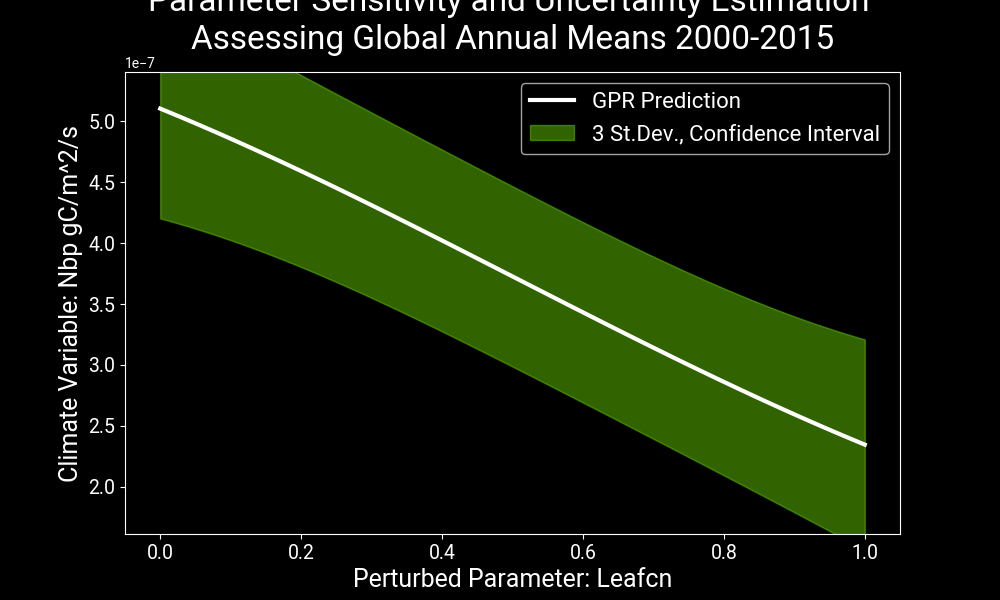 Parameter Sensitivity and Uncertainty Estimation
Assessing Global Annual Means 2000-2015
1e−7
GPR Prediction
3 St.Dev., Confidence Interval
5.0
4.5
4.0
3.5
3.0
2.5
2.0
Climate Variable: Nbp gC/m^2/s
0.0 0.2 0.4 0.6 0.8 1.0
Perturbed Parameter: Leafcn